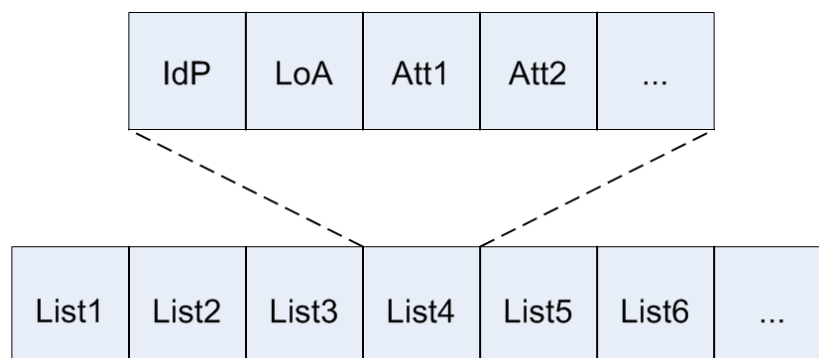 IdP LoA Att1 Att2 ...
List1 List2 List3 List4 List5 List6 ...